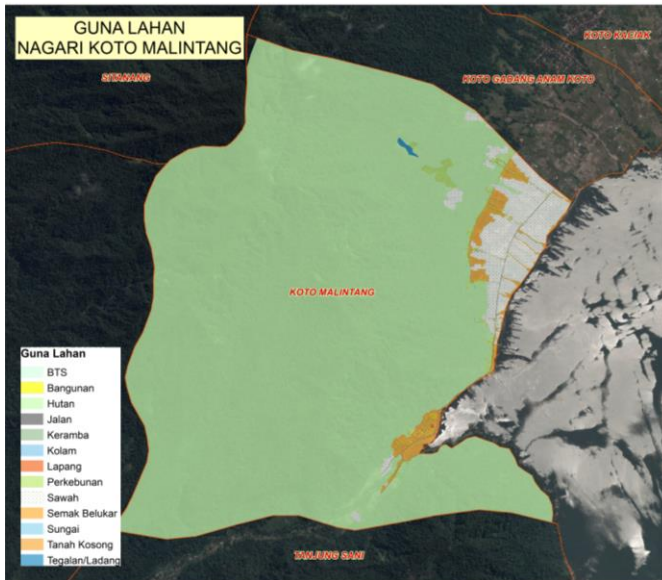 GUNA LAHAN
NAGARI KOTO MALINTANG
KOTO KACIAK
SITANANG
KOTO GADANG ANAM KOTO
KOTO MALINTANG
Guna Lahan
BTS
Bangunan
Hutan
Jalan
Keramba
Kolam
Lapang
Perkebunan
Sawah
Semak Belukar
Sungai
Tanah Kosong
Tegalan/Ladang
TANJUNG SANI